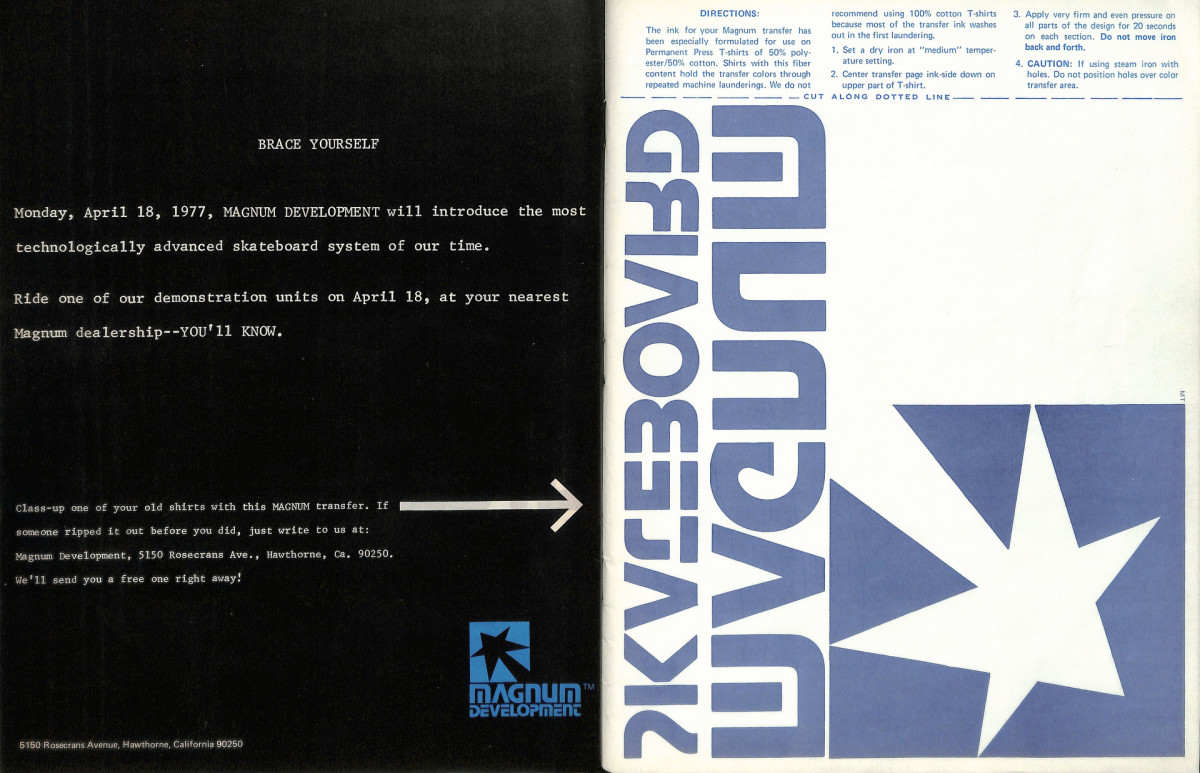 BRACE YOURSELF
Monday, April 18, 1977, MAGNUM DEVELOPMENT will introduce the most
technologically advanced skateboard system of our time.
Ride one of our demonstration units on April 18, at your nearest
Magnum dealership--YOU'll KNOW.
Class-up one of your old shirts with this MAGNUM transfer. If
someone ripped it out before you did, just write to us at:
Magnum Development, 5150 Rosecrans Ave., Hawthorne, Ca. 90250.
We'll send you a free one right away!
MAGNUM TM
DEVELOPMENT
5150 Rosecrans Avenue, Hawthorne, California 90250
DIRECTIONS:
The ink for your Magnum transfer has
been especially formulated for use on
Permanent Press T-shirts of 50% poly-
ester/50% cotton. Shirts with this fiber
content hold the transfer colors through
repeated machine launderings. We do not
recommend using 100% cotton T-shirts
because most of the transfer ink washes
out in the first laundering.
1. Set a dry iron at "medium" temper-
ature setting.
2. Center transfer page ink-side down on
upper part of T-shirt.
3. Apply very firm and even pressure on
all parts of the design for 20 seconds
on each section. Do not move iron
back and forth.
4. CAUTION: If using steam iron with
holes. Do not position holes over color
transfer area.
CUT ALONG DOTTED LINE
SKATEBOARD
MAGNUM
TM